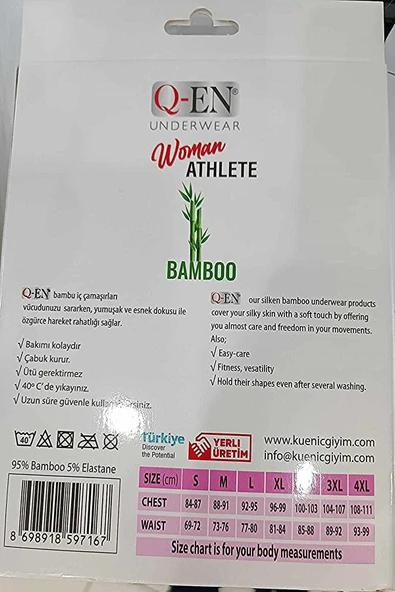 Q-EN®
UNDERWEAR
Woman
ATHLETE
BAMBOO
Q-EN® bambu iç çamaşırları
vücudunuzu sararken, yumuşak ve esnek dokusu ile
özgürce hareket rahatlığı sağlar.
√ Bakımı kolaydır
√ Çabuk kurur.
√ Ütü gerektirmez
√ 40º C'de yıkayınız.
√ Uzun süre güvenle kullanabilirsiniz.
Q-EN® our silken bamboo underwear products
cover your silky skin with a soft touch by offering
you almost care and freedom in your movements.
Also;
√ Easy-care
√ Fitness, vesatility
√ Hold their shapes even after several washing.
40°
95% Bamboo 5% Elastane
8 698918 597167
Türkiye
Discover
the Potential
YERLİ
ÜRETİM
www.kuenicgiyim.com
info@kuenicgiyim.com
SIZE (cm) S M L XL 3XL 4XL
CHEST 84-87 88-91 92-95 96-99 100-103 104-107 108-111
WAIST 69-72 73-76 77-80 81-84 85-88 89-92 93-99
Size chart is for your body measurements